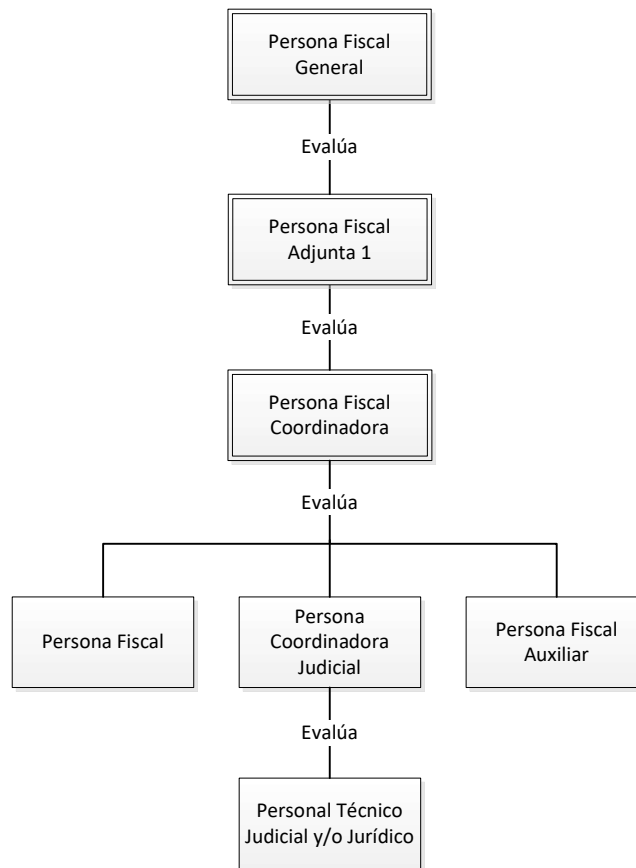 Persona Fiscal
General
Evalúa
Persona Fiscal
Adjunta 1
Evalúa
Persona Fiscal
Coordinadora
Evalúa
Persona Fiscal
Persona
Coordinadora
Judicial
Persona Fiscal
Auxiliar
Evalúa
Personal Técnico
Judicial y/o Jurídico